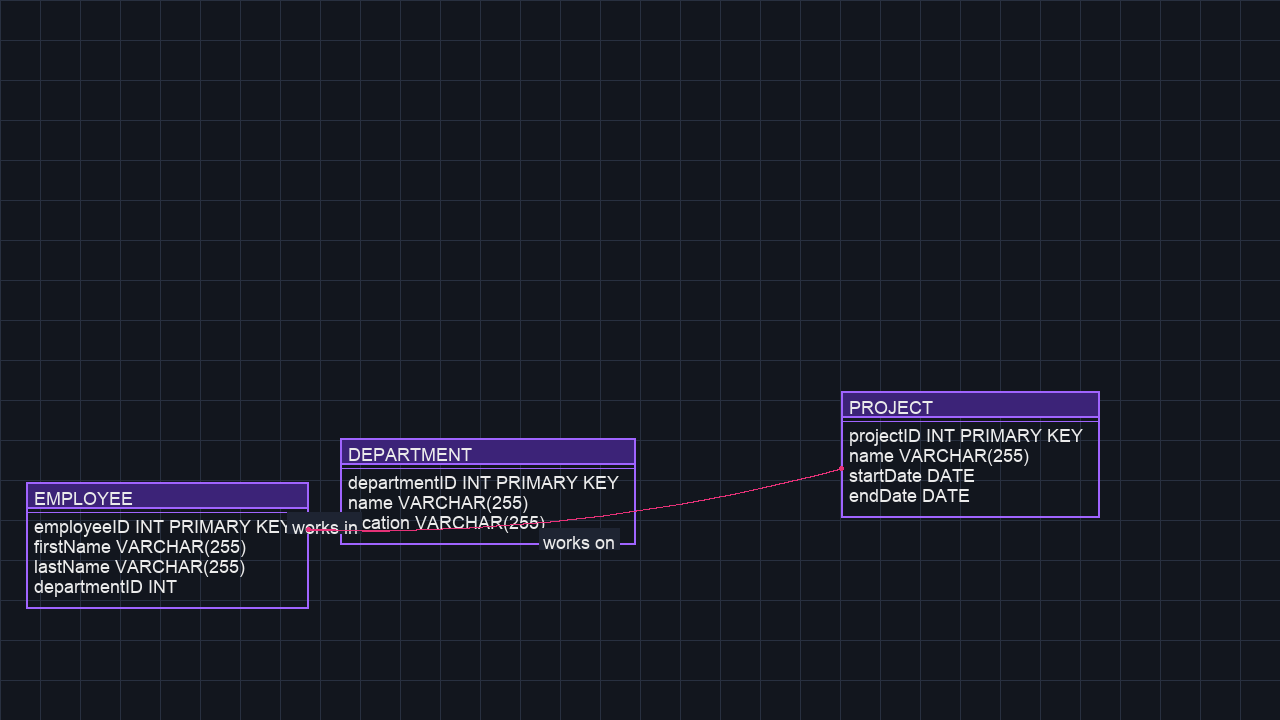 EMPLOYEE
employeeID INT PRIMARY KEY
firstName VARCHAR(255)
lastName VARCHAR(255)
departmentID INT
works in
DEPARTMENT
departmentID INT PRIMARY KEY
name VARCHAR(255)
cation VARCHAR(255)
works on
PROJECT
projectID INT PRIMARY KEY
name VARCHAR(255)
startDate DATE
endDate DATE